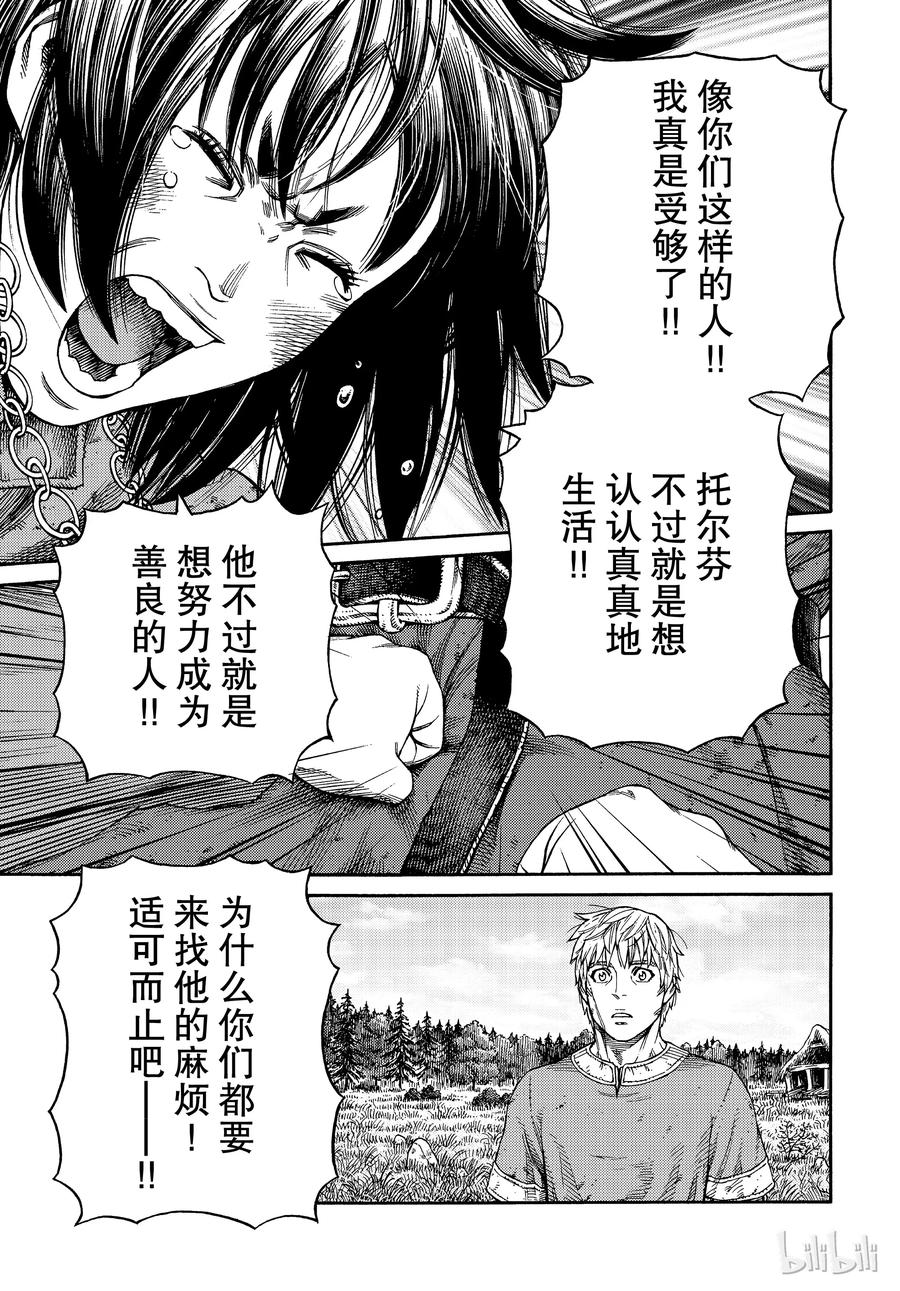 像你们这样的人!!
我真是受够了!!
托尔芬
不过就是想
认认真真地
生活!!
他不过就是
想努力成为
善良的人!!
为什么你们都要
来找他的麻烦!
适可而止吧——!!
bilibili